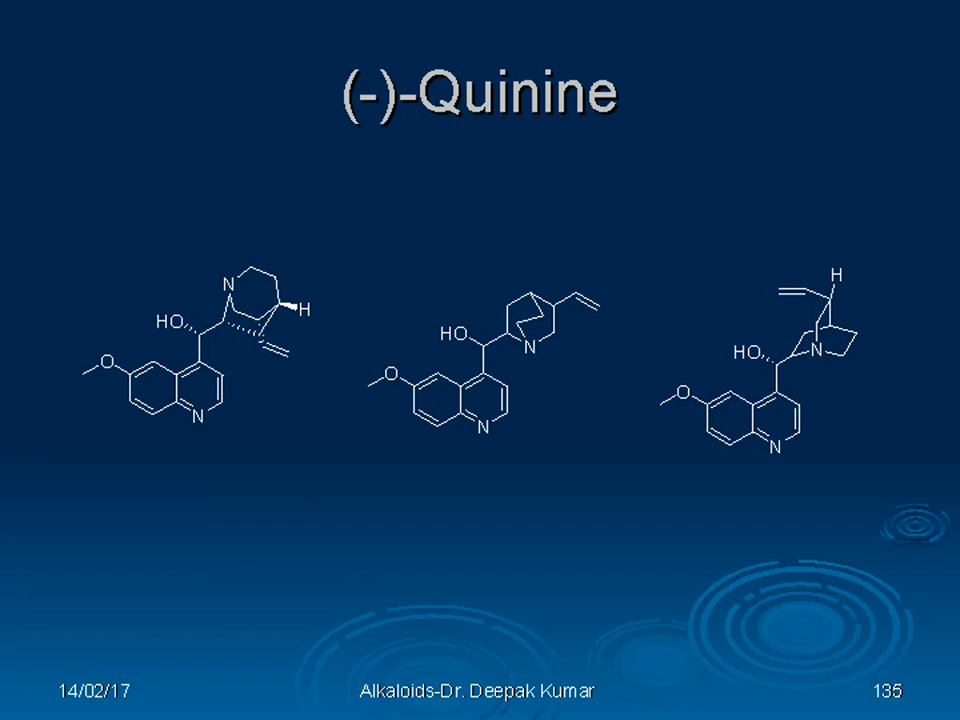 (-)-Quinine
N
H
HO
O
N
HO
N
O
N
H
HO
N
O
N
14/02/17
Alkaloids-Dr. Deepak Kumar
135